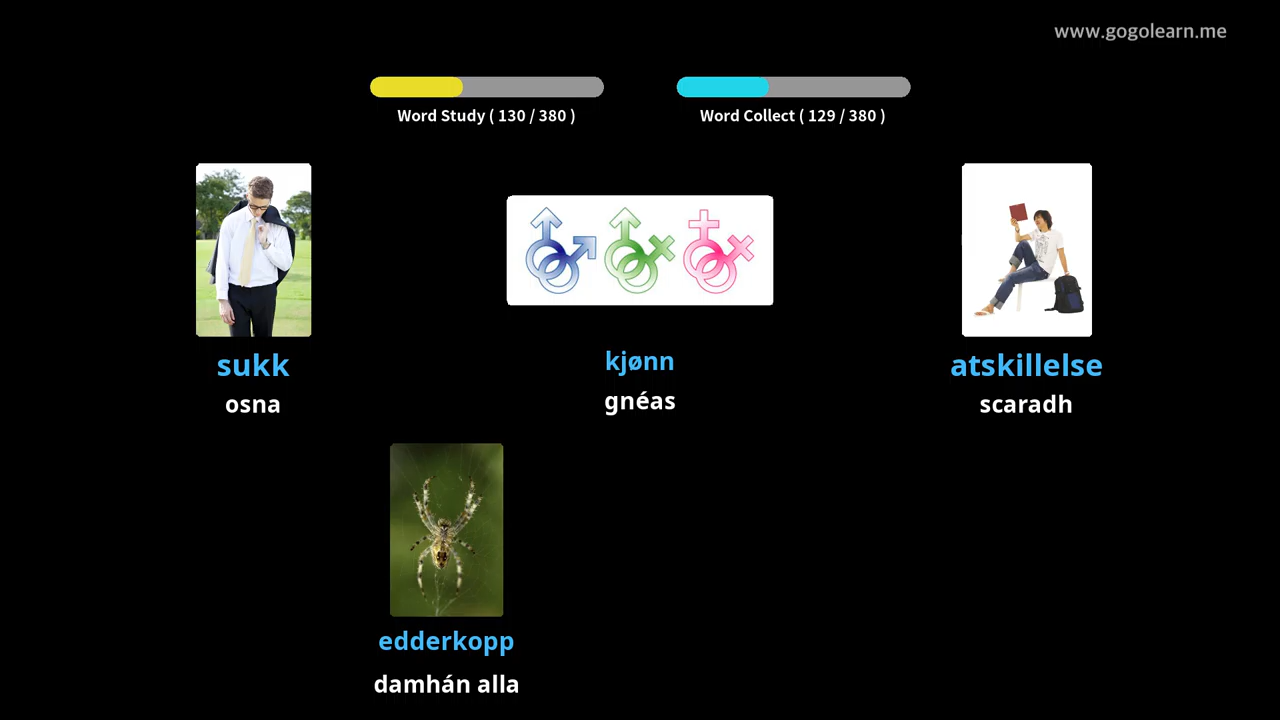 www.gogolearn.me
Word Study ( 130 / 380 )
Word Collect ( 129 / 380 )
sukk
osna
kjønn
gnéas
atskillelse
scaradh
edderkopp
damhán alla